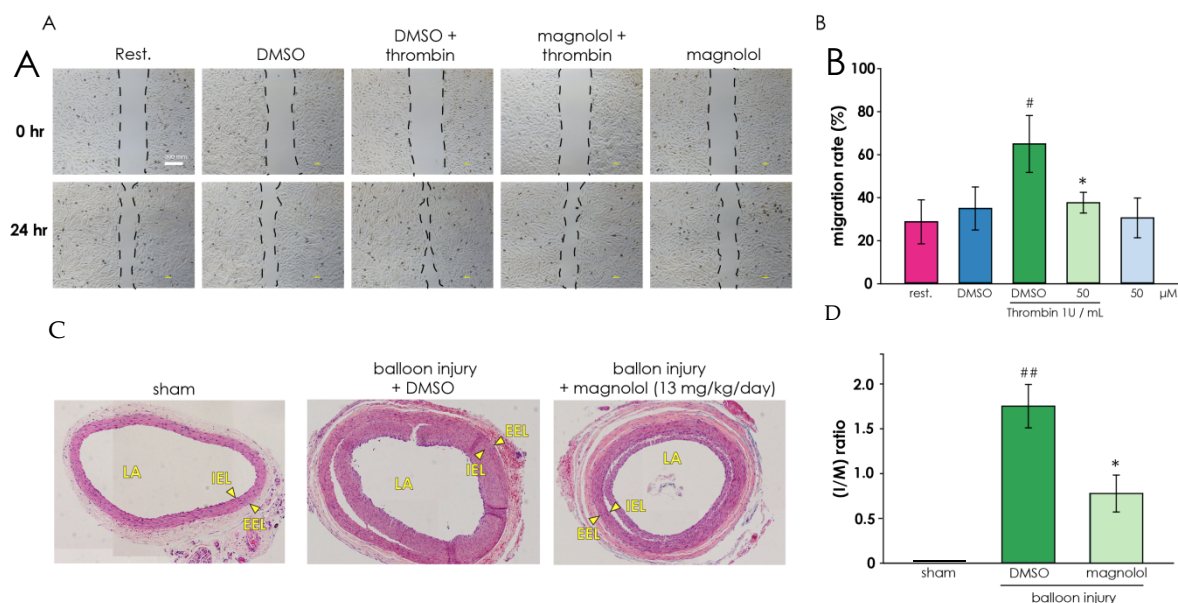 A
B
A
Rest.
DMSO
DMSO +
thrombin
magnolol +
thrombin
magnolol
0 hr
24 hr
B
migration rate (%)
100
80
60
40
20
0
#
*
rest.
DMSO
DMSO
50
50
µM
Thrombin 1U / mL
C
sham
balloon injury
+ DMSO
ballon injury
+ magnolol (13 mg/kg/day)
LA
IEL
EEL
LA
IEL
EEL
LA
IEL
EEL
D
(I/M) ratio
2.0
1.5
1.0
0.5
0
##
*
sham
DMSO
magnolol
balloon injury